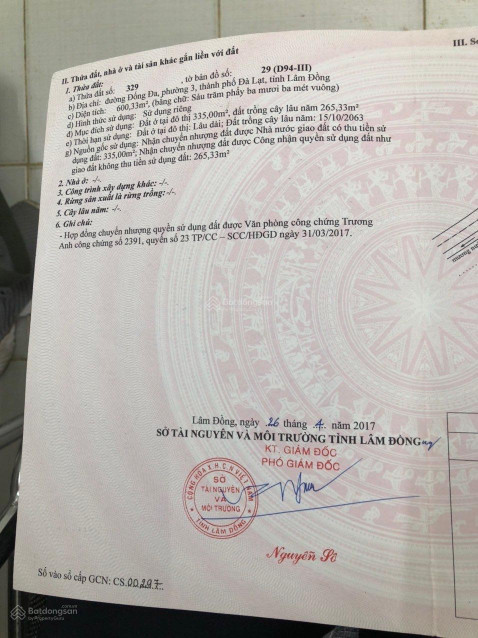 II. Thửa đất, nhà ở và tài sản khác gắn liền với đất
1. Thửa đất:
a) Thửa đất số: 329 , tờ bản đồ số: 29 (D94-III)
b) Địa chỉ: đường Đống Đa, phường 3, thành phố Đà Lạt, tỉnh Lâm Đồng
c) Diện tích: 600,33m², (bằng chữ: Sáu trăm phẩy ba mươi ba mét vuông)
d) Hình thức sử dụng: Sử dụng riêng
đ) Mục đích sử dụng: Đất ở tại đô thị 335,00m², đất trồng cây lâu năm 265,33m²
e) Thời hạn sử dụng: Đất ở tại đô thị: Lâu dài; Đất trồng cây lâu năm: 15/10/2063
g) Nguồn gốc sử dụng: Nhận chuyển nhượng đất được Nhà nước giao đất có thu tiền sử
dụng đất: 335,00m²; Nhận chuyển nhượng đất được Công nhận quyền sử dụng đất như
giao đất không thu tiền sử dụng đất: 265,33m²
2. Nhà ở: -/-
3. Công trình xây dựng khác: -/-
4. Rừng sản xuất là rừng trồng: -/-
5. Cây lâu năm: -/-
6. Ghi chú:
- Hợp đồng chuyển nhượng quyền sử dụng đất được Văn phòng công chứng Trương
Anh công chứng số 2391, quyển số 23 TP/CC – SCC/HĐGD ngày 31/03/2017.
III. S
mương
Lâm Đồng, ngày 26 tháng 4 2017
SỞ TÀI NGUYÊN VÀ MÔI TRƯỜNG TỈNH LÂM ĐỒNG
KT. GIÁM ĐỐC
PHÓ GIÁM ĐỐC
CỘNG HÒA X.H.C.N VIỆT NAM
SỞ
TÀI NGUYÊN
VÀ
MÔI TRƯỜNG
TỈNH LÂM ĐỒNG
Nguyễn
Số vào sổ cấp GCN: CS.00297
Batdongsan
by PropertyGuru